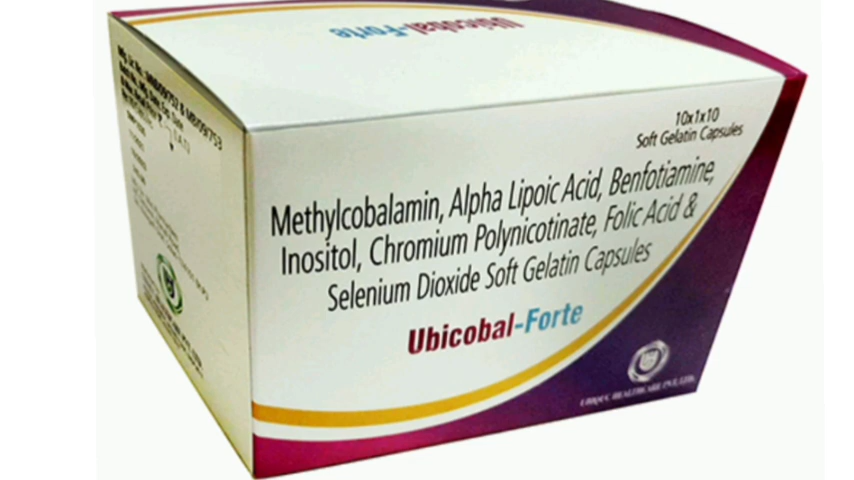 Ubicobal-Forte
10x1x10
Soft Gelatin Capsules
Methylcobalamin, Alpha Lipoic Acid, Benfotiamine,
Inositol, Chromium Polynicotinate, Folic Acid &
Selenium Dioxide Soft Gelatin Capsules
Ubicobal-Forte